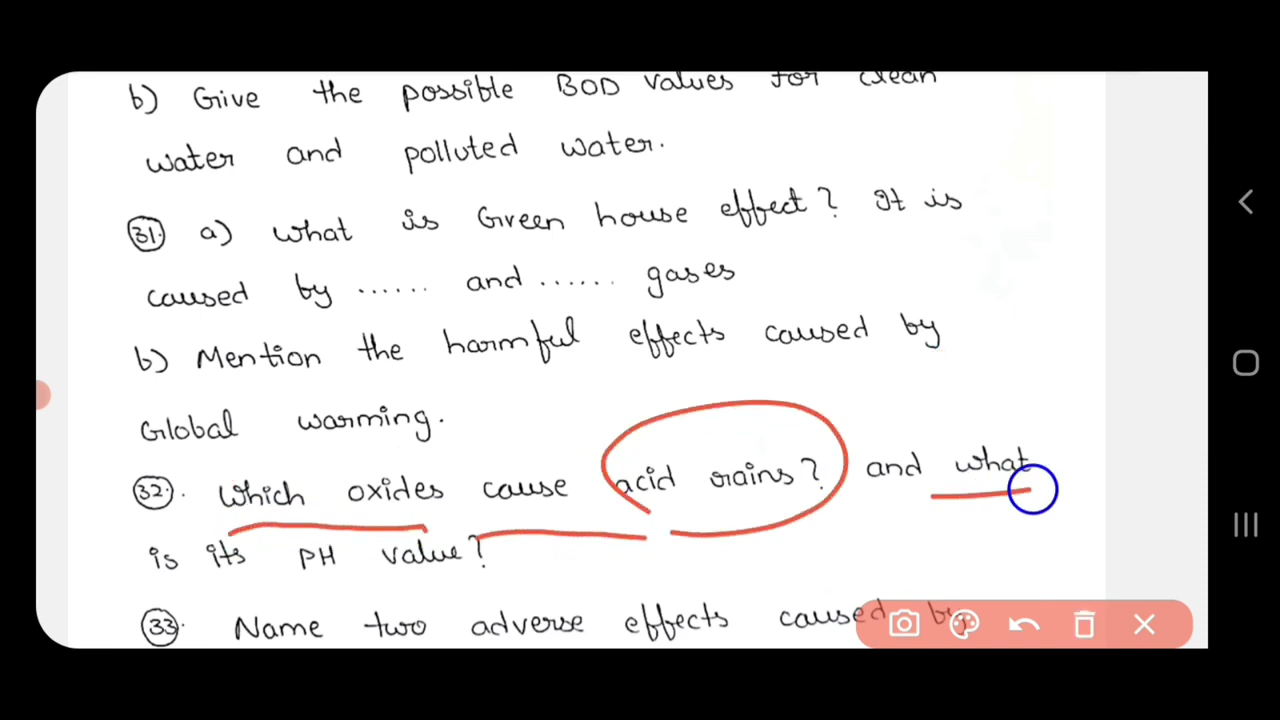 b) Give the possible BOD values for clean
water and polluted water.
31. a) What is Green house effect? It is
caused by ...... and ...... gases
b) Mention the harmful effects caused by
Global warming.
32. Which oxides cause acid rains? and what
is its PH value?
33. Name two adverse effects caused by